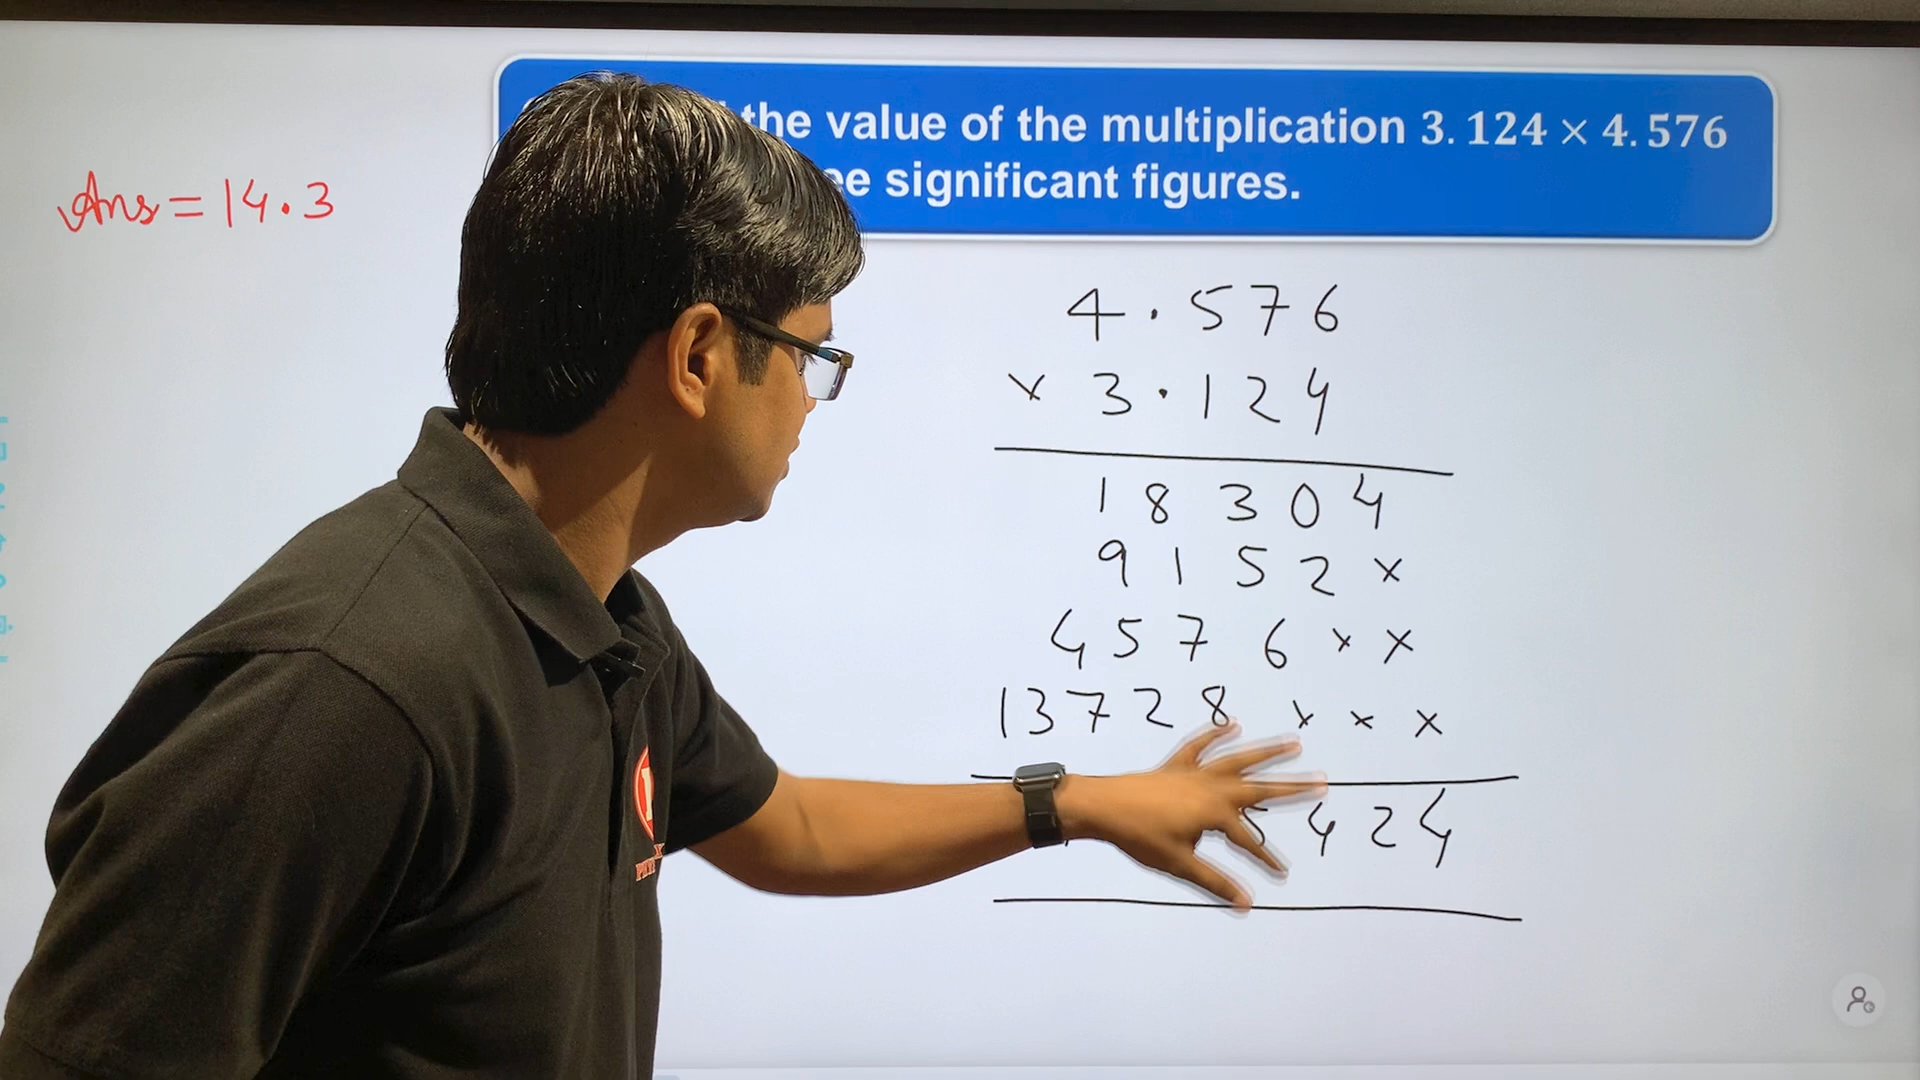 the value of the multiplication 3.124 × 4.576
significant figures.
Ans = 14.3
4.576
× 3.124
18304
9152×
4576××
13728×××
5424